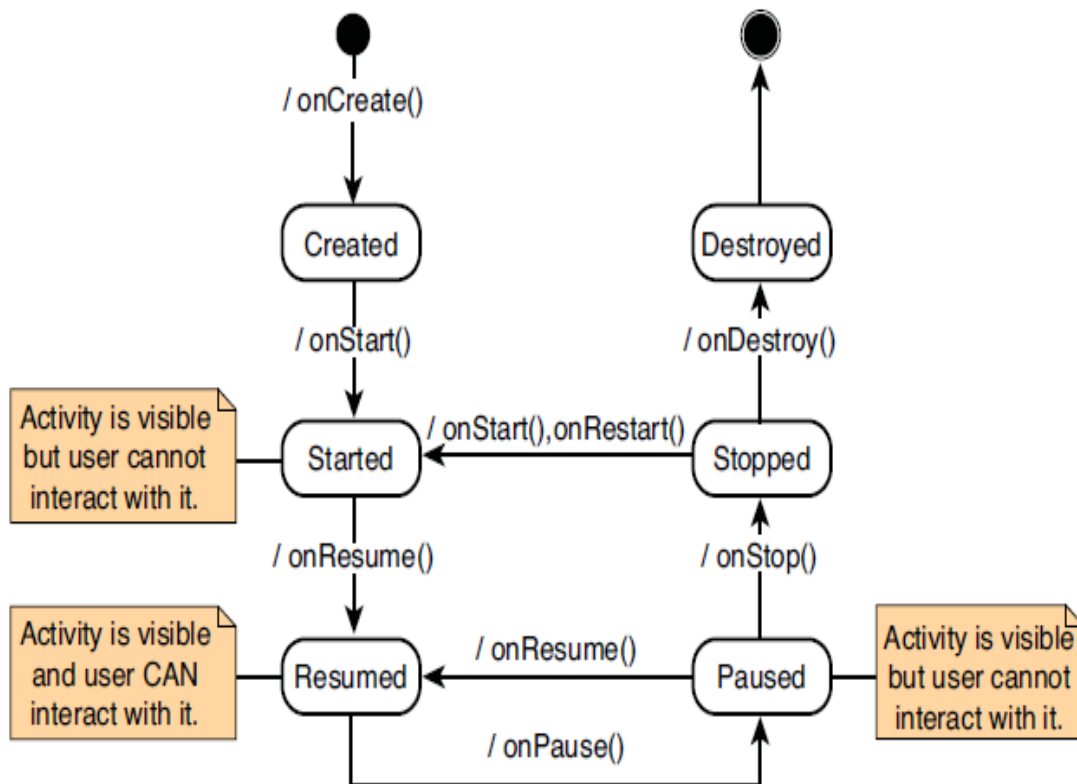 / onCreate()
Created
Destroyed
/ onStart()
/ onDestroy()
Activity is visible
but user cannot
interact with it.
Started
/ onStart(),onRestart()
Stopped
/ onResume()
/ onStop()
Activity is visible
and user CAN
interact with it.
Resumed
/ onResume()
Paused
Activity is visible
but user cannot
interact with it.
/ onPause()